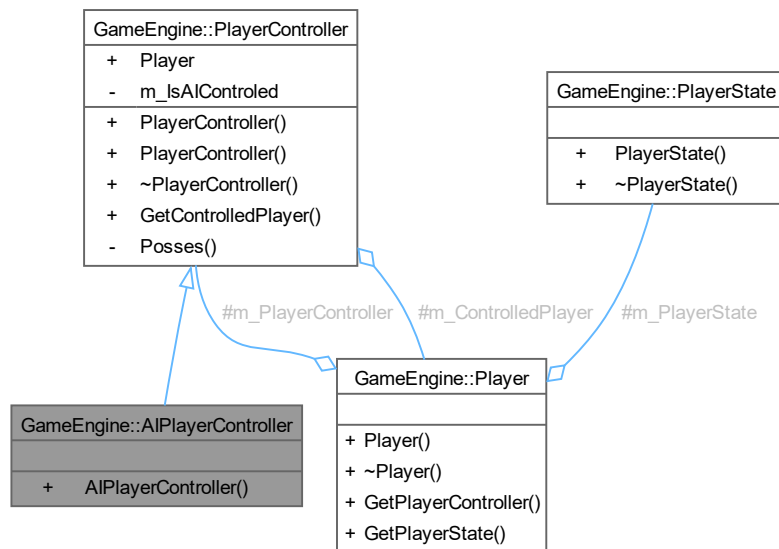 GameEngine::PlayerController
+ Player
- m_IsAIControled
+ PlayerController()
+ PlayerController()
+ ~PlayerController()
+ GetControlledPlayer()
- Posses()
GameEngine::PlayerState
+ PlayerState()
+ ~PlayerState()
#m_PlayerController
#m_ControlledPlayer
#m_PlayerState
GameEngine::Player
+ Player()
+ ~Player()
+ GetPlayerController()
+ GetPlayerState()
GameEngine::AIPlayerController
+ AIPlayerController()